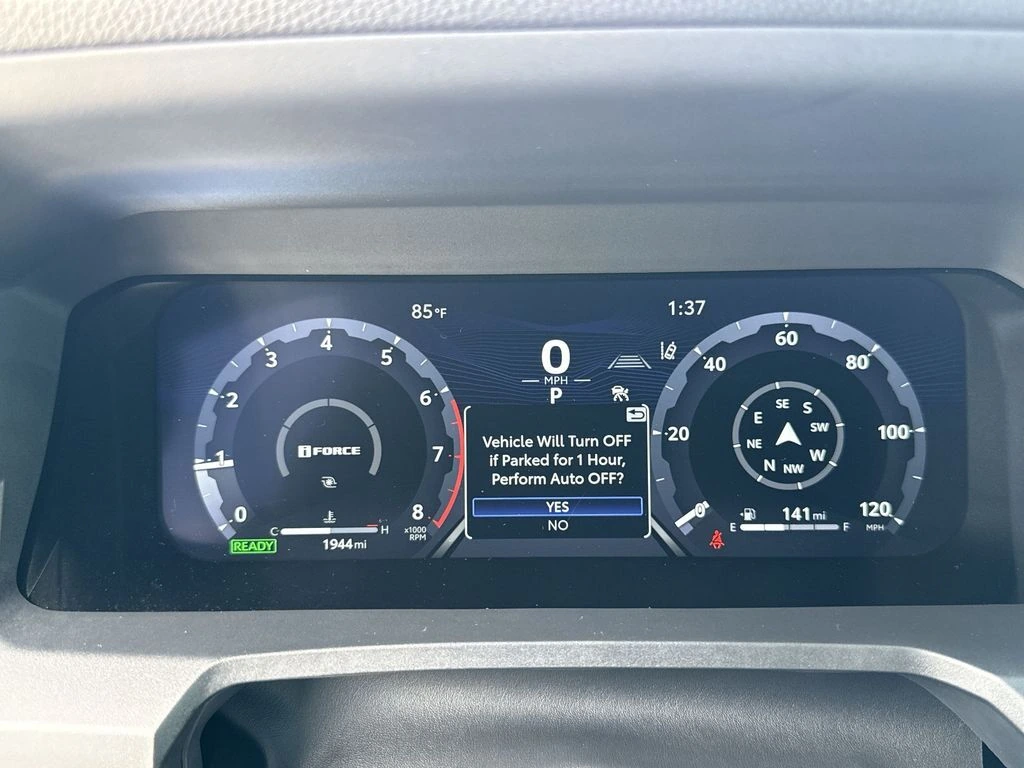 85°F
1:37
0
MPH
P
0
1
2
3
4
5
6
7
8
x1000
RPM
iFORCE
C
H
READY
1944 mi
Vehicle Will Turn OFF
if Parked for 1 Hour,
Perform Auto OFF?
YES
NO
0
20
40
60
80
100
120
MPH
E
SE
S
SW
W
NW
N
NE
141 mi
E
F